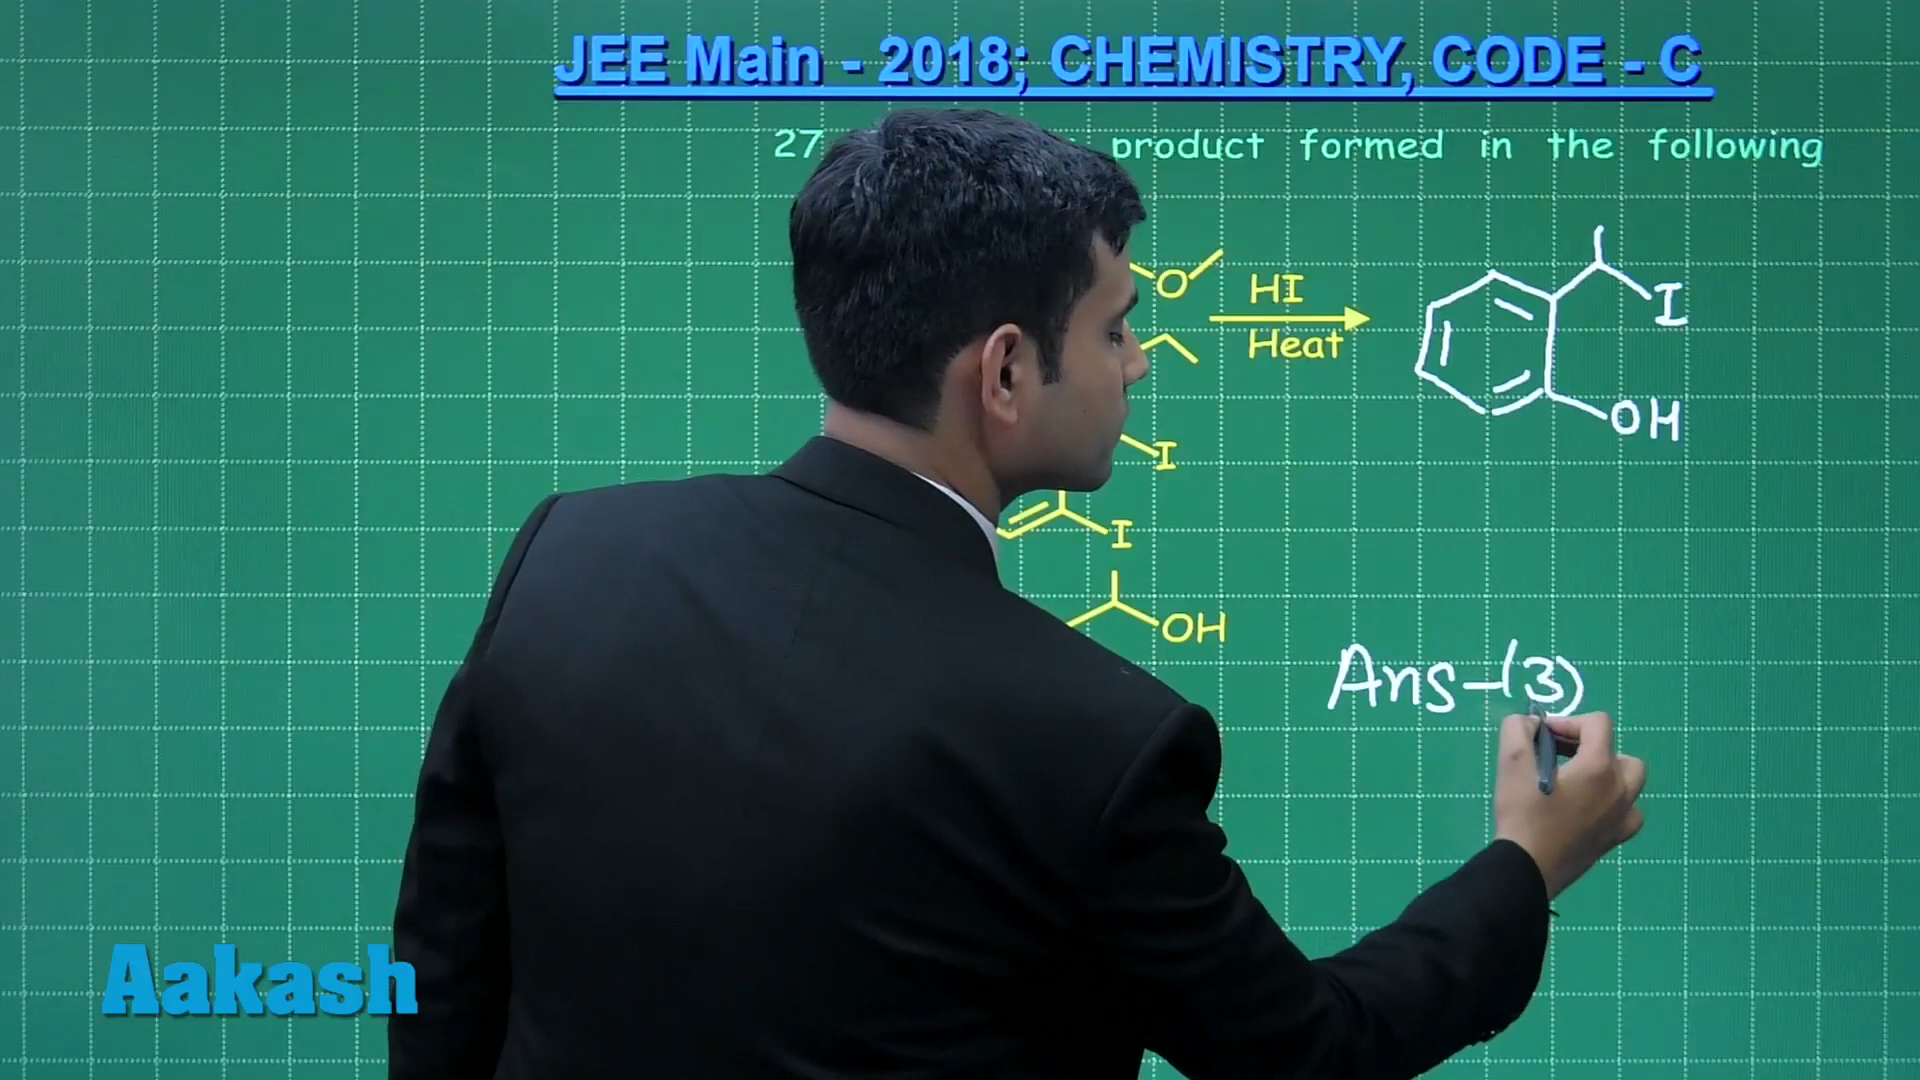 JEE Main - 2018; CHEMISTRY, CODE - C
27 product formed in the following
O
HI
Heat
I
OH
I
I
OH
Ans-(3)
Aakash